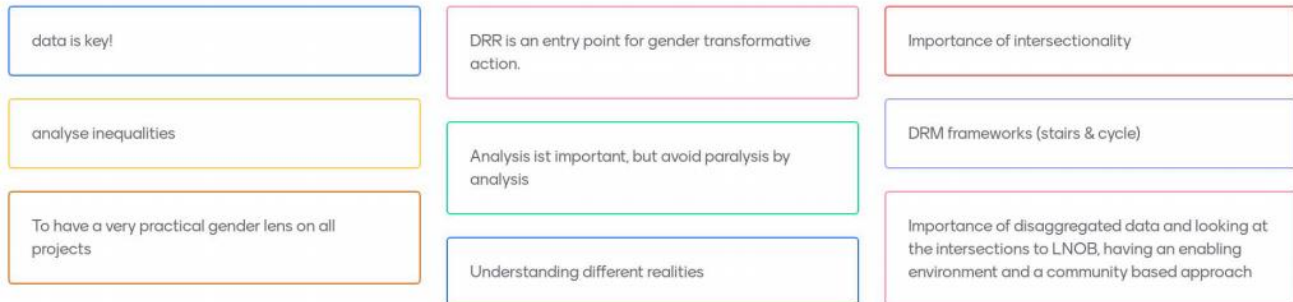 data is key!
analyse inequalities
To have a very practical gender lens on all
projects
DRR is an entry point for gender transformative
action.
Analysis ist important, but avoid paralysis by
analysis
Understanding different realities
Importance of intersectionality
DRM frameworks (stairs & cycle)
Importance of disaggregated data and looking at
the intersections to LNOB, having an enabling
environment and a community based approach